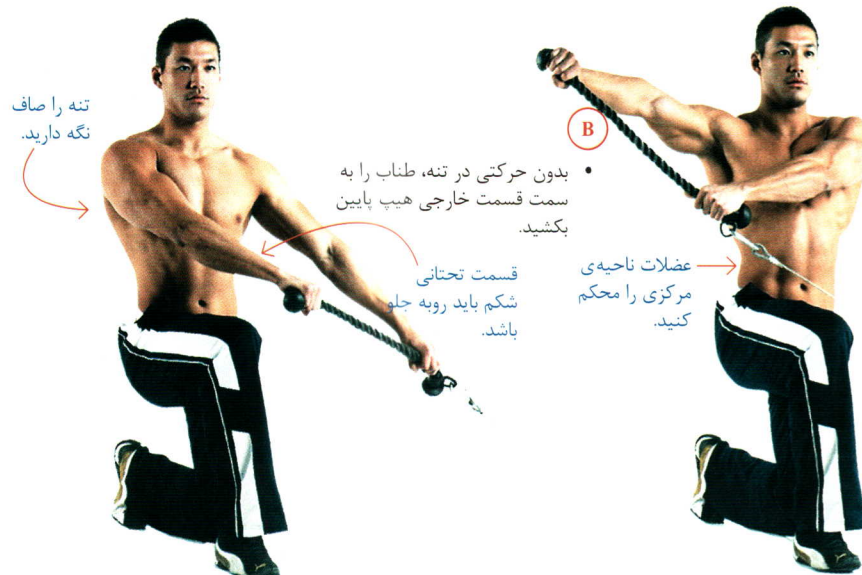 تنه را صاف
نگه دارید.
B
• بدون حرکتی در تنه، طناب را به
سمت قسمت خارجی هیپ پایین
بکشید.
قسمت تحتانی
شکم باید روبه جلو
باشد.
عضلات ناحیه‌ی
مرکزی را محکم
کنید.